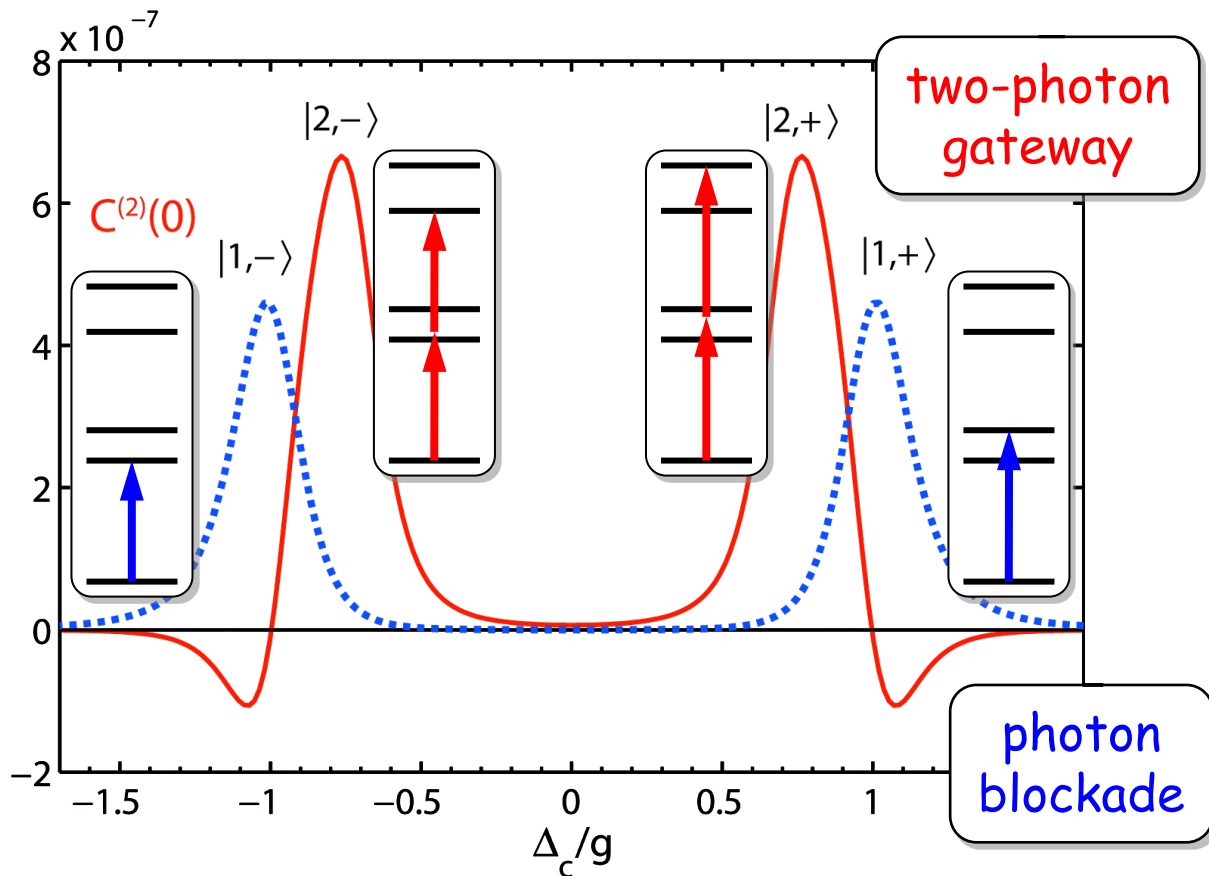 x 10⁻⁷
8
6
4
2
0
−2
two-photon
gateway
|2,−⟩
|2,+⟩
C⁽²⁾(0)
|1,−⟩
|1,+⟩
photon
blockade
−1.5
−1
−0.5
0
0.5
1
Δc/g